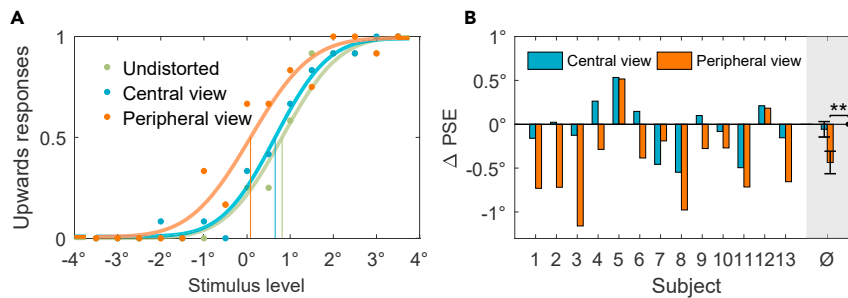 A
Upwards responses
1
0.5
0
Undistorted
Central view
Peripheral view
-4° -3° -2° -1° 0° 1° 2° 3° 4°
Stimulus level
B
Δ PSE
1°
0.5°
0°
-0.5°
-1°
Central view Peripheral view
**
1 2 3 4 5 6 7 8 9 10 11 12 13 Ø
Subject